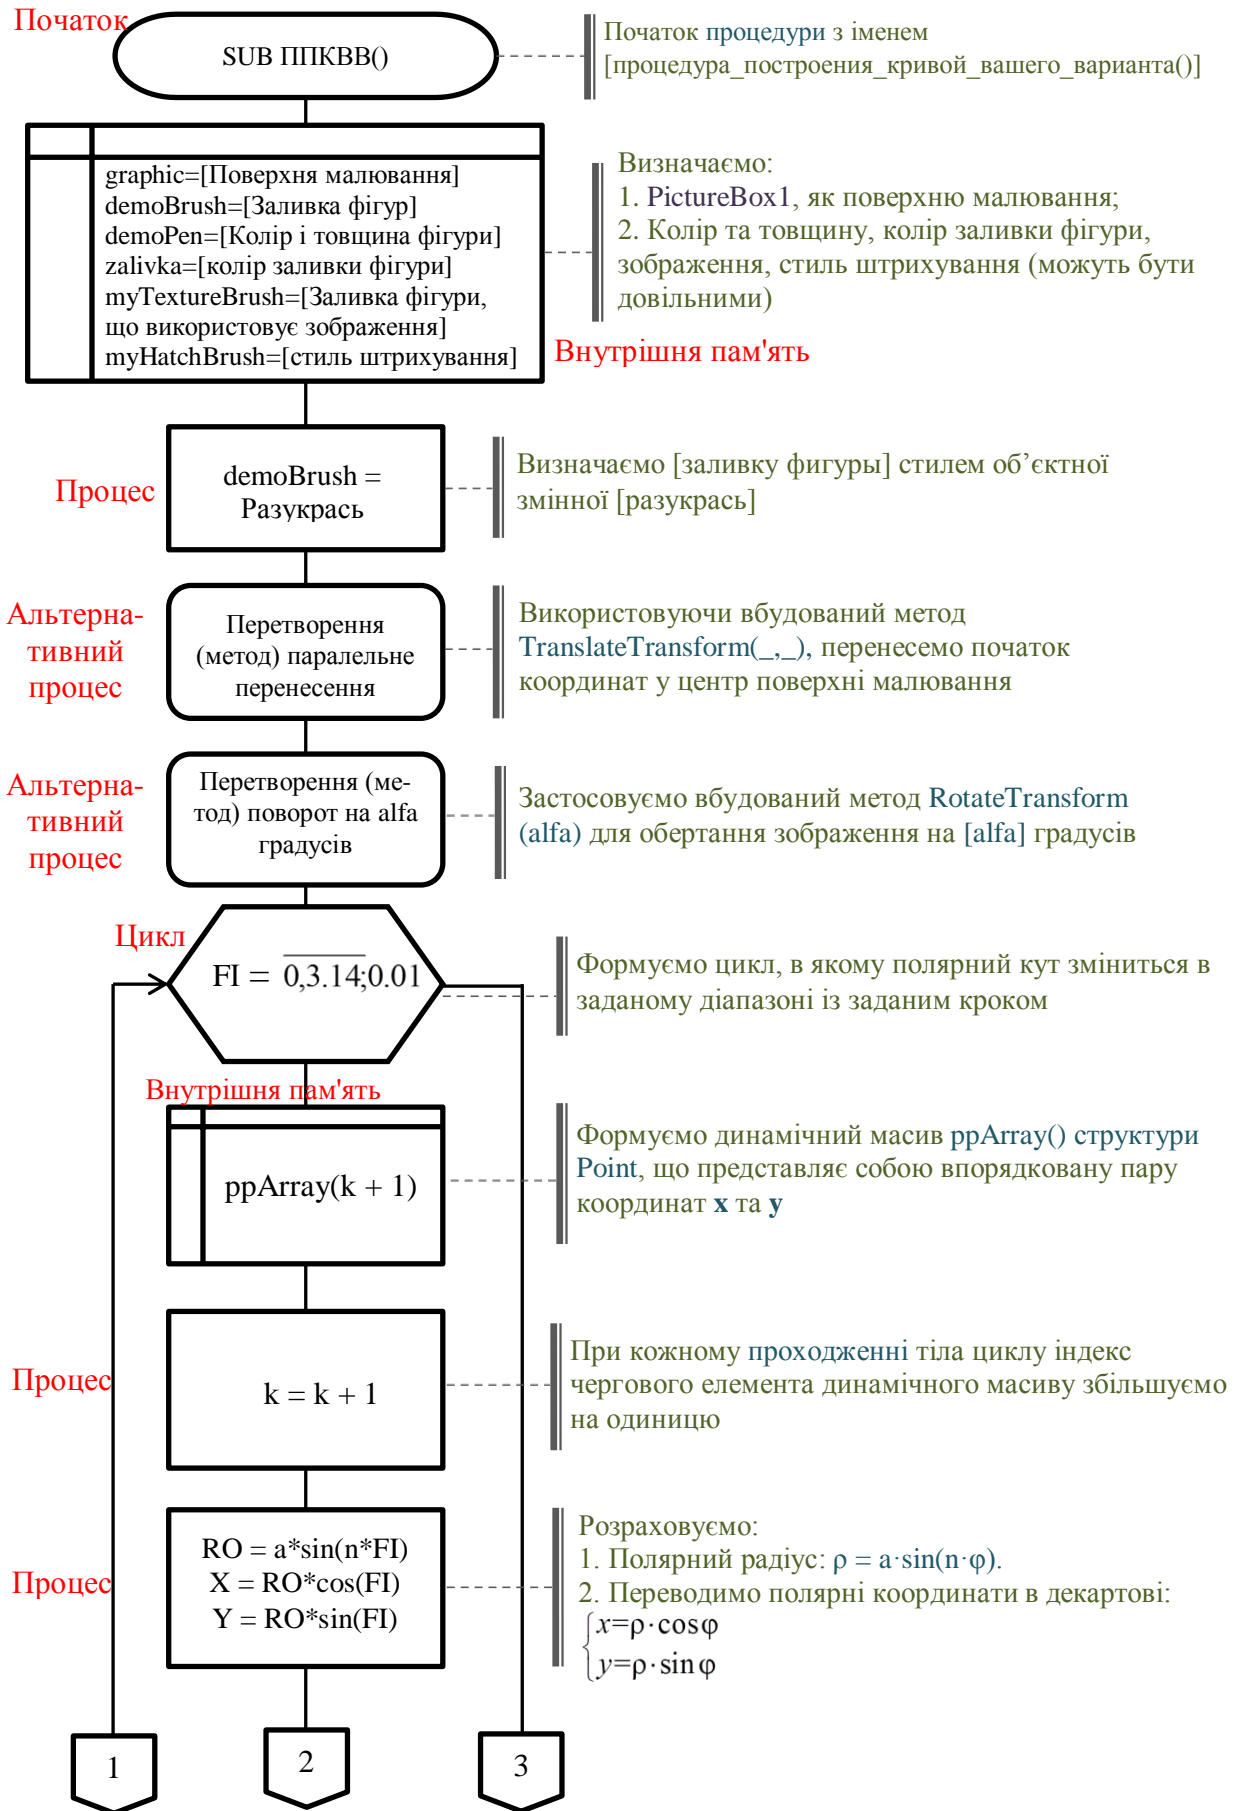 Початок
SUB ППКВВ()
Початок процедури з іменем
[процедура_построения_кривой_вашего_варианта()]
graphic=[Поверхня малювання]
demoBrush=[Заливка фігур]
demoPen=[Колір і товщина фігури]
zalivka=[колір заливки фігури]
myTextureBrush=[Заливка фігури,
що використовує зображення]
myHatchBrush=[стиль штрихування]
Визначаємо:
1. PictureBox1, як поверхню малювання;
2. Колір та товщину, колір заливки фігури,
зображення, стиль штрихування (можуть бути
довільними)
Внутрішня пам'ять
Процес
demoBrush =
Разукрась
Визначаємо [заливку фигуры] стилем об’єктної
змінної [разукрась]
Альтерна-
тивний
процес
Перетворення
(метод) паралельне
перенесення
Використовуючи вбудований метод
TranslateTransform(_,_), перенесемо початок
координат у центр поверхні малювання
Альтерна-
тивний
процес
Перетворення (ме-
тод) поворот на alfa
градусів
Застосовуємо вбудований метод RotateTransform
(alfa) для обертання зображення на [alfa] градусів
Цикл
FI = 0,3.14;0.01
Формуємо цикл, в якому полярний кут зміниться в
заданому діапазоні із заданим кроком
Внутрішня пам'ять
ppArray(k + 1)
Формуємо динамічний масив ppArray() структури
Point, що представляє собою впорядковану пару
координат x та y
Процес
k = k + 1
При кожному проходженні тіла циклу індекс
чергового елемента динамічного масиву збільшуємо
на одиницю
Процес
RO = a*sin(n*FI)
X = RO*cos(FI)
Y = RO*sin(FI)
Розраховуємо:
1. Полярний радіус: ρ = a·sin(n·φ).
2. Переводимо полярні координати в декартові:
x=ρ·cosφ
y=ρ·sinφ
1
2
3